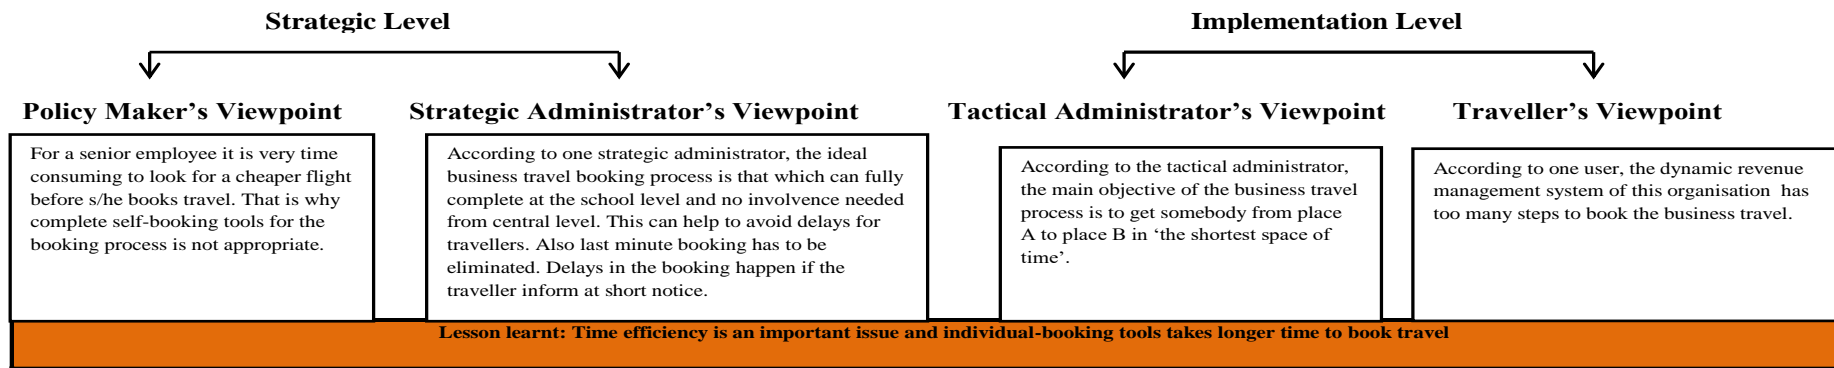 Strategic Level
Implementation Level
Policy Maker’s Viewpoint
Strategic Administrator’s Viewpoint
Tactical Administrator’s Viewpoint
Traveller’s Viewpoint
For a senior employee it is very time
consuming to look for a cheaper flight
before s/he books travel. That is why
complete self-booking tools for the
booking process is not appropriate.
According to one strategic administrator, the ideal
business travel booking process is that which can fully
complete at the school level and no involvence needed
from central level. This can help to avoid delays for
travellers. Also last minute booking has to be
eliminated. Delays in the booking happen if the
traveller inform at short notice.
According to the tactical administrator,
the main objective of the business travel
process is to get somebody from place
A to place B in ‘the shortest space of
time’.
According to one user, the dynamic revenue
management system of this organisation has
too many steps to book the business travel.
Lesson learnt: Time efficiency is an important issue and individual-booking tools takes longer time to book travel